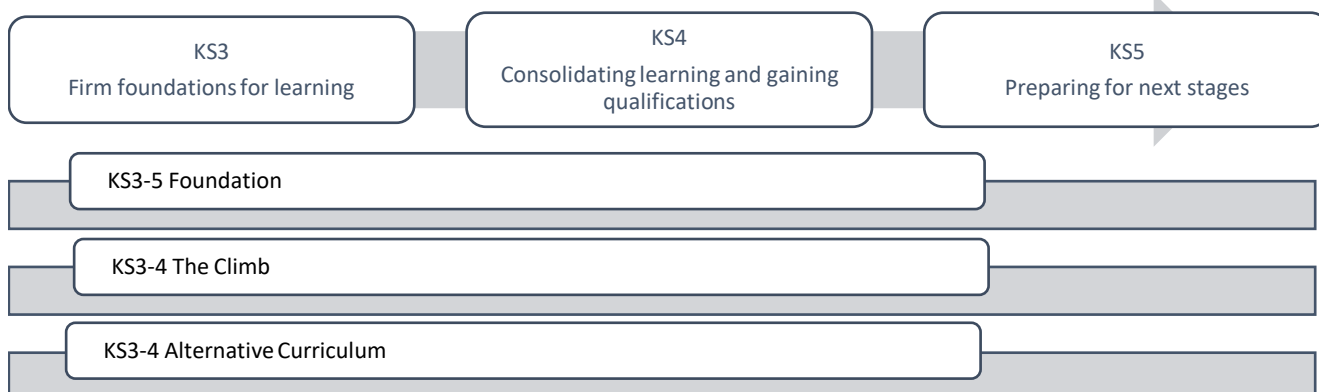 KS3
Firm foundations for learning
KS4
Consolidating learning and gaining
qualifications
KS5
Preparing for next stages
KS3-5 Foundation
KS3-4 The Climb
KS3-4 Alternative Curriculum